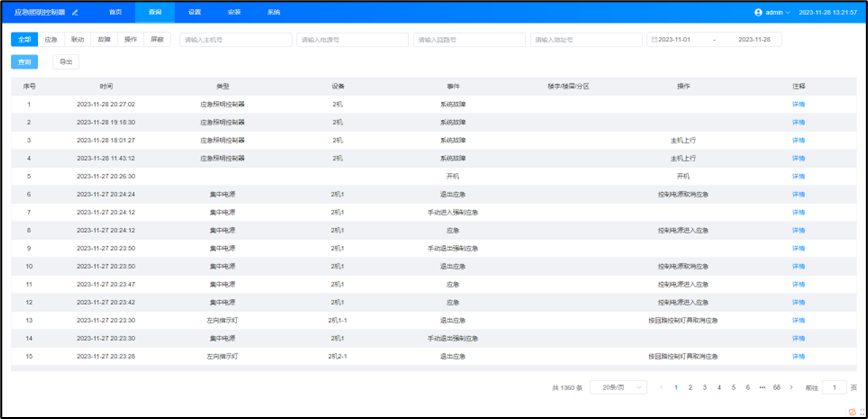 应急照明控制器 首页 查询 设置 安装 系统 admin 2023-11-28 13:21:57
全部 应急 联动 故障 操作 屏蔽 请输入主机号 请输入电源号 请输入回路号 请输入地址号 2023-11-01 - 2023-11-28
查询 导出
序号 时间 类型 设备 事件 楼宇/楼层/分区 操作 注释
1 2023-11-28 20:27:02 应急照明控制器 2机 系统故障 详情
2 2023-11-28 19:18:30 应急照明控制器 2机 系统故障 详情
3 2023-11-28 18:01:27 应急照明控制器 2机 系统故障 主机上行 详情
4 2023-11-28 11:43:12 应急照明控制器 2机 系统故障 主机上行 详情
5 2023-11-27 20:26:30 开机 开机 详情
6 2023-11-27 20:24:24 集中电源 2机1 退出应急 控制电源取消应急 详情
7 2023-11-27 20:24:12 集中电源 2机1 手动进入强制应急 详情
8 2023-11-27 20:24:12 集中电源 2机1 应急 控制电源进入应急 详情
9 2023-11-27 20:23:50 集中电源 2机1 手动退出强制应急 详情
10 2023-11-27 20:23:50 集中电源 2机1 退出应急 控制电源取消应急 详情
11 2023-11-27 20:23:47 集中电源 2机1 应急 控制电源进入应急 详情
12 2023-11-27 20:23:42 集中电源 2机1 应急 控制电源进入应急 详情
13 2023-11-27 20:23:30 左向指示灯 2机1-1 退出应急 按回路控制灯具取消应急 详情
14 2023-11-27 20:23:30 集中电源 2机1 手动退出强制应急 详情
15 2023-11-27 20:23:28 左向指示灯 2机2-1 退出应急 按回路控制灯具取消应急 详情
共 1360 条 20条/页 1 2 3 4 5 6 ••• 68 前往 1 页